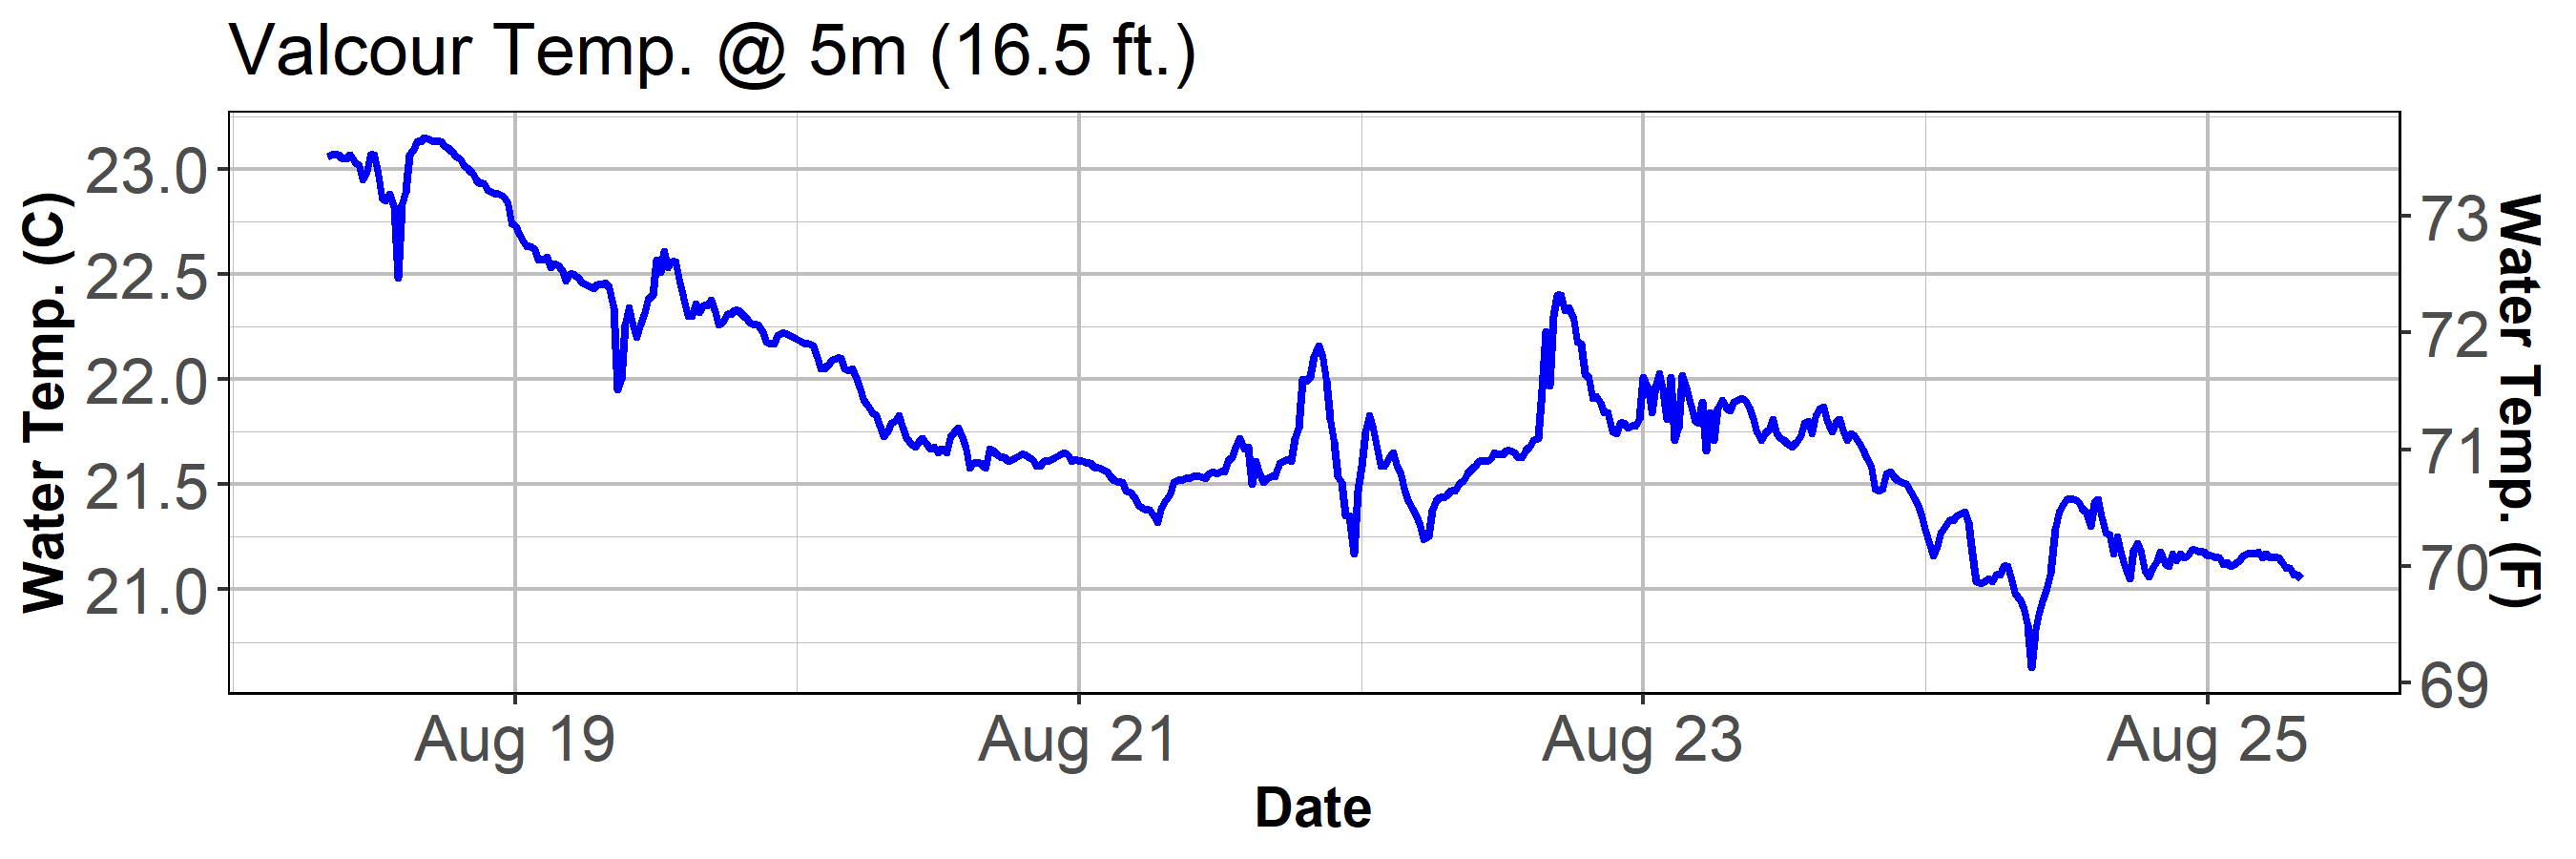 Valcour Temp. @ 5m (16.5 ft.)
Water Temp. (C)
23.0
22.5
22.0
21.5
21.0
73
72
71
70
69
Water Temp. (F)
Aug 19 Aug 21 Aug 23 Aug 25
Date